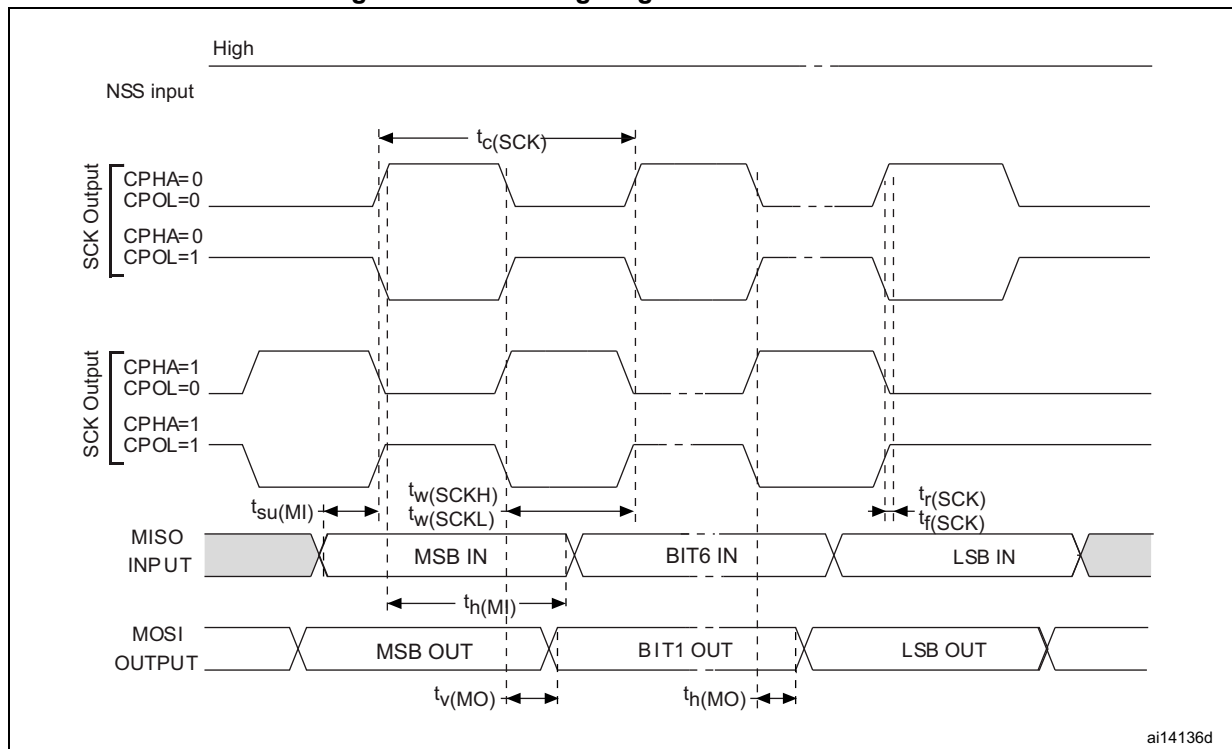 High
NSS input
tc(SCK)
SCK Output
CPHA=0
CPOL=0
CPHA=0
CPOL=1
SCK Output
CPHA=1
CPOL=0
CPHA=1
CPOL=1
tsu(MI)
tw(SCKH)
tw(SCKL)
tr(SCK)
tf(SCK)
MISO
INPUT
MSB IN
BIT6 IN
LSB IN
th(MI)
MOSI
OUTPUT
MSB OUT
BIT1 OUT
LSB OUT
tv(MO)
th(MO)
ai14136d